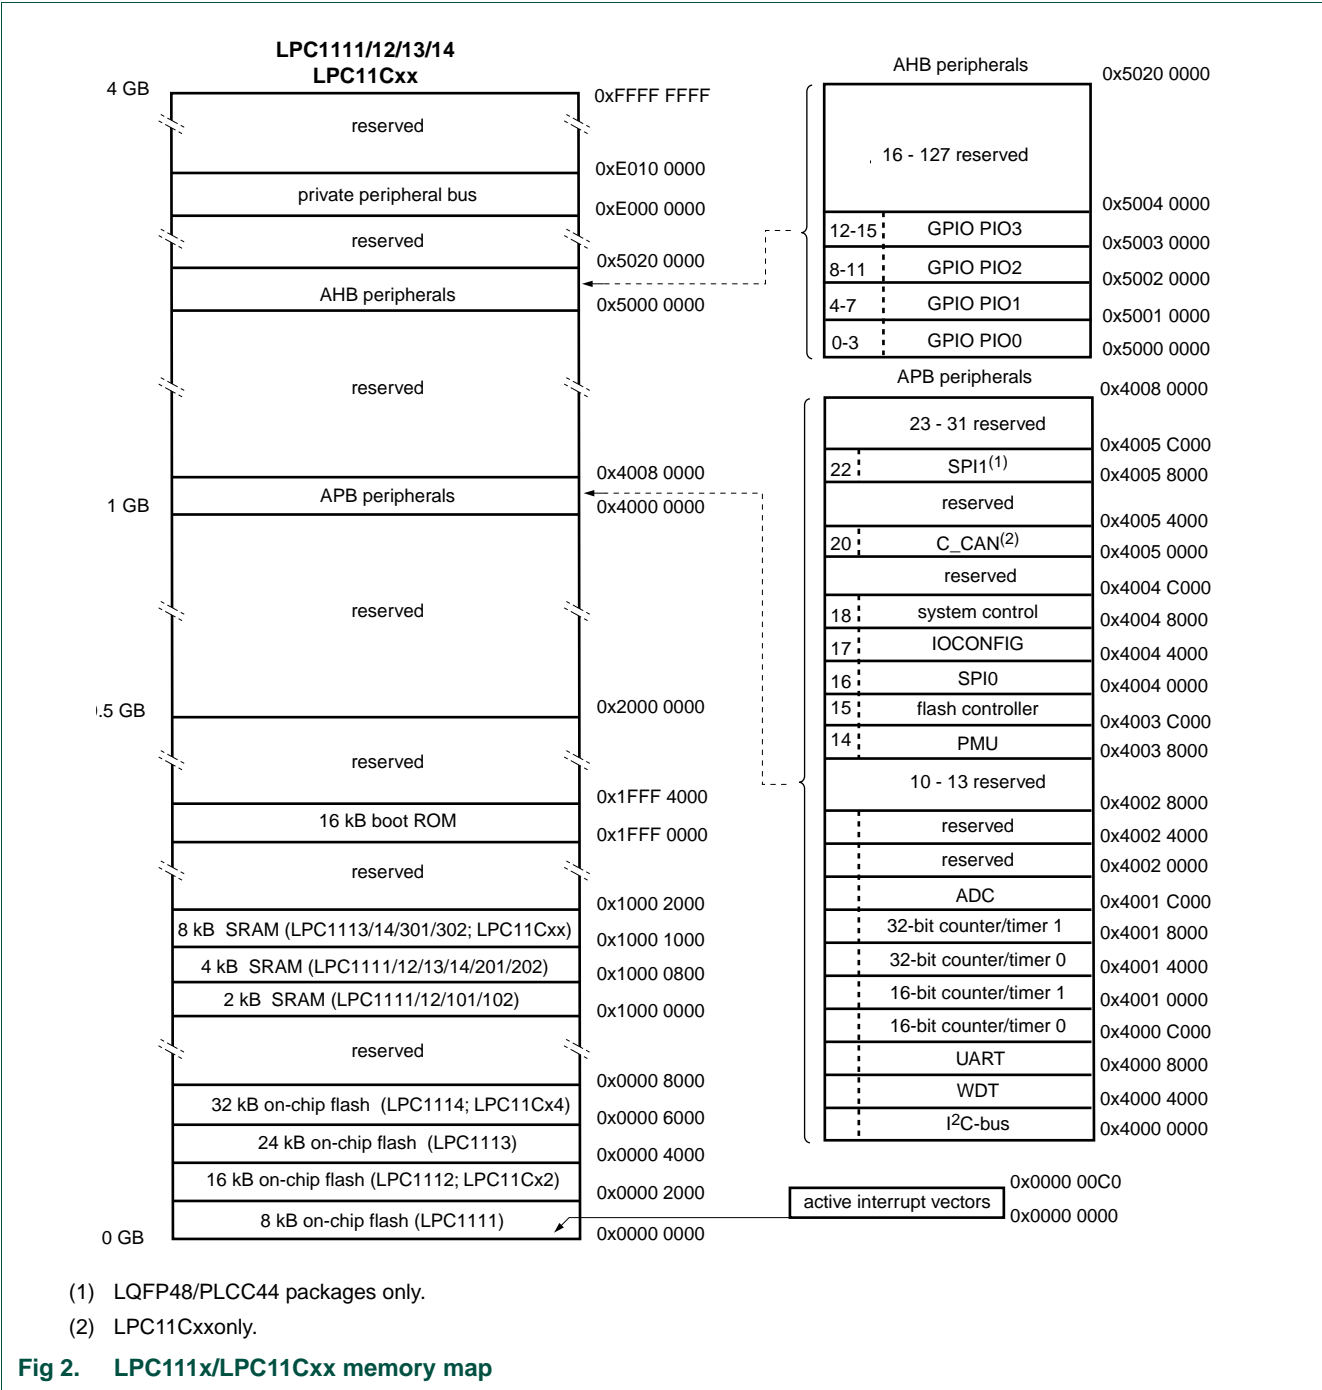 LPC1111/12/13/14
LPC11Cxx
4 GB
0xFFFF FFFF
reserved
0xE010 0000
private peripheral bus
0xE000 0000
reserved
0x5020 0000
AHB peripherals
0x5000 0000
reserved
0x4008 0000
APB peripherals
1 GB
0x4000 0000
reserved
.5 GB
0x2000 0000
reserved
0x1FFF 4000
16 kB boot ROM
0x1FFF 0000
reserved
0x1000 2000
8 kB SRAM (LPC1113/14/301/302; LPC11Cxx)
0x1000 1000
4 kB SRAM (LPC1111/12/13/14/201/202)
0x1000 0800
2 kB SRAM (LPC1111/12/101/102)
0x1000 0000
reserved
0x0000 8000
32 kB on-chip flash (LPC1114; LPC11Cx4)
0x0000 6000
24 kB on-chip flash (LPC1113)
0x0000 4000
16 kB on-chip flash (LPC1112; LPC11Cx2)
0x0000 2000
8 kB on-chip flash (LPC1111)
0 GB
0x0000 0000
AHB peripherals
0x5020 0000
16 - 127 reserved
0x5004 0000
12-15 GPIO PIO3
0x5003 0000
8-11 GPIO PIO2
0x5002 0000
4-7 GPIO PIO1
0x5001 0000
0-3 GPIO PIO0
0x5000 0000
APB peripherals
0x4008 0000
23 - 31 reserved
0x4005 C000
22 SPI1(1)
0x4005 8000
reserved
0x4005 4000
20 C_CAN(2)
0x4005 0000
reserved
0x4004 C000
18 system control
0x4004 8000
17 IOCONFIG
0x4004 4000
16 SPI0
0x4004 0000
15 flash controller
0x4003 C000
14 PMU
0x4003 8000
10 - 13 reserved
0x4002 8000
reserved
0x4002 4000
reserved
0x4002 0000
ADC
0x4001 C000
32-bit counter/timer 1
0x4001 8000
32-bit counter/timer 0
0x4001 4000
16-bit counter/timer 1
0x4001 0000
16-bit counter/timer 0
0x4000 C000
UART
0x4000 8000
WDT
0x4000 4000
I2C-bus
0x4000 0000
0x0000 00C0
active interrupt vectors
0x0000 0000
(1) LQFP48/PLCC44 packages only.
(2) LPC11Cxxonly.
Fig 2. LPC111x/LPC11Cxx memory map